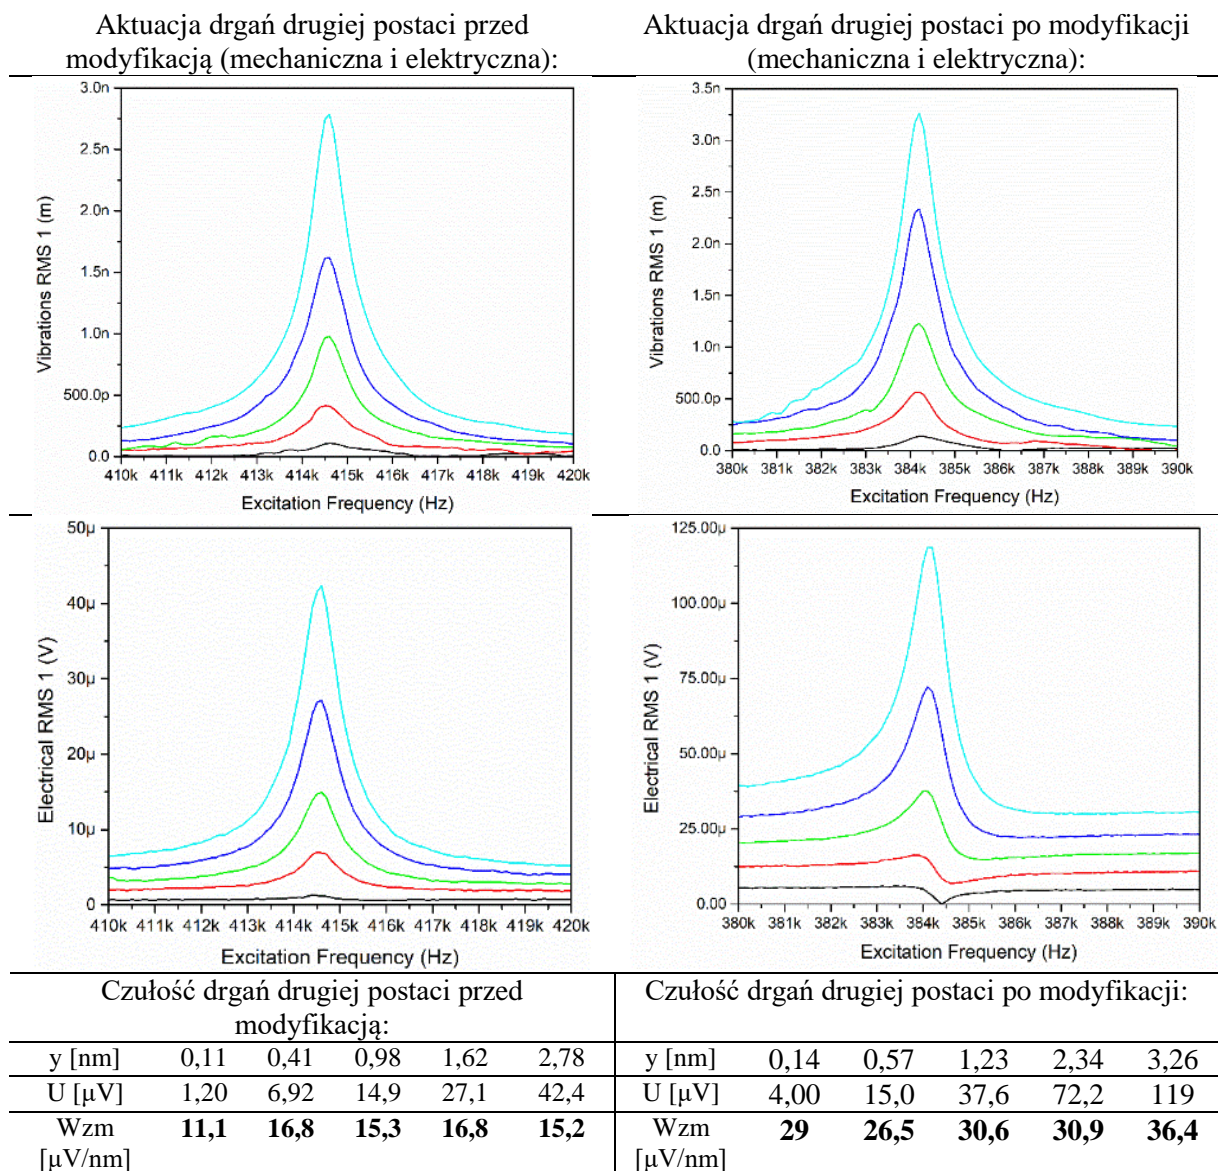 Aktuacja drgań drugiej postaci przed
modyfikacją (mechaniczna i elektryczna):
Aktuacja drgań drugiej postaci po modyfikacji
(mechaniczna i elektryczna):
3.0n
2.5n
2.0n
1.5n
1.0n
500.0p
0.0
Vibrations RMS 1 (m)
410k 411k 412k 413k 414k 415k 416k 417k 418k 419k 420k
Excitation Frequency (Hz)
3.5n
3.0n
2.5n
2.0n
1.5n
1.0n
500.0p
0.0
Vibrations RMS 1 (m)
380k 381k 382k 383k 384k 385k 386k 387k 388k 389k 390k
Excitation Frequency (Hz)
50µ
40µ
30µ
20µ
10µ
0
Electrical RMS 1 (V)
410k 411k 412k 413k 414k 415k 416k 417k 418k 419k 420k
Excitation Frequency (Hz)
125.00µ
100.00µ
75.00µ
50.00µ
25.00µ
0.00
Electrical RMS 1 (V)
380k 381k 382k 383k 384k 385k 386k 387k 388k 389k 390k
Excitation Frequency (Hz)
Czułość drgań drugiej postaci przed
modyfikacją:
y [nm] 0,11 0,41 0,98 1,62 2,78
U [µV] 1,20 6,92 14,9 27,1 42,4
Wzm 11,1 16,8 15,3 16,8 15,2
[µV/nm]
Czułość drgań drugiej postaci po modyfikacji:
y [nm] 0,14 0,57 1,23 2,34 3,26
U [µV] 4,00 15,0 37,6 72,2 119
Wzm 29 26,5 30,6 30,9 36,4
[µV/nm]